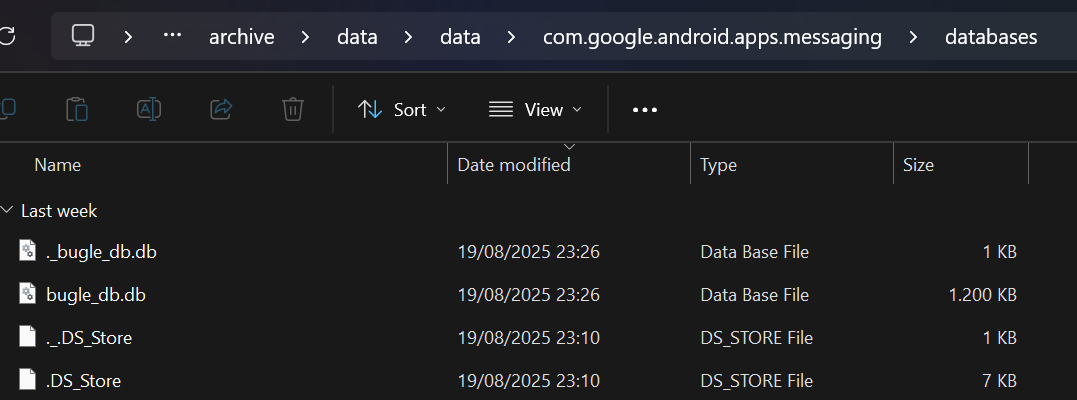 ··· archive data data com.google.android.apps.messaging databases
Sort View ···
Name Date modified Type Size
Last week
._bugle_db.db 19/08/2025 23:26 Data Base File 1 KB
bugle_db.db 19/08/2025 23:26 Data Base File 1.200 KB
._.DS_Store 19/08/2025 23:10 DS_STORE File 1 KB
.DS_Store 19/08/2025 23:10 DS_STORE File 7 KB